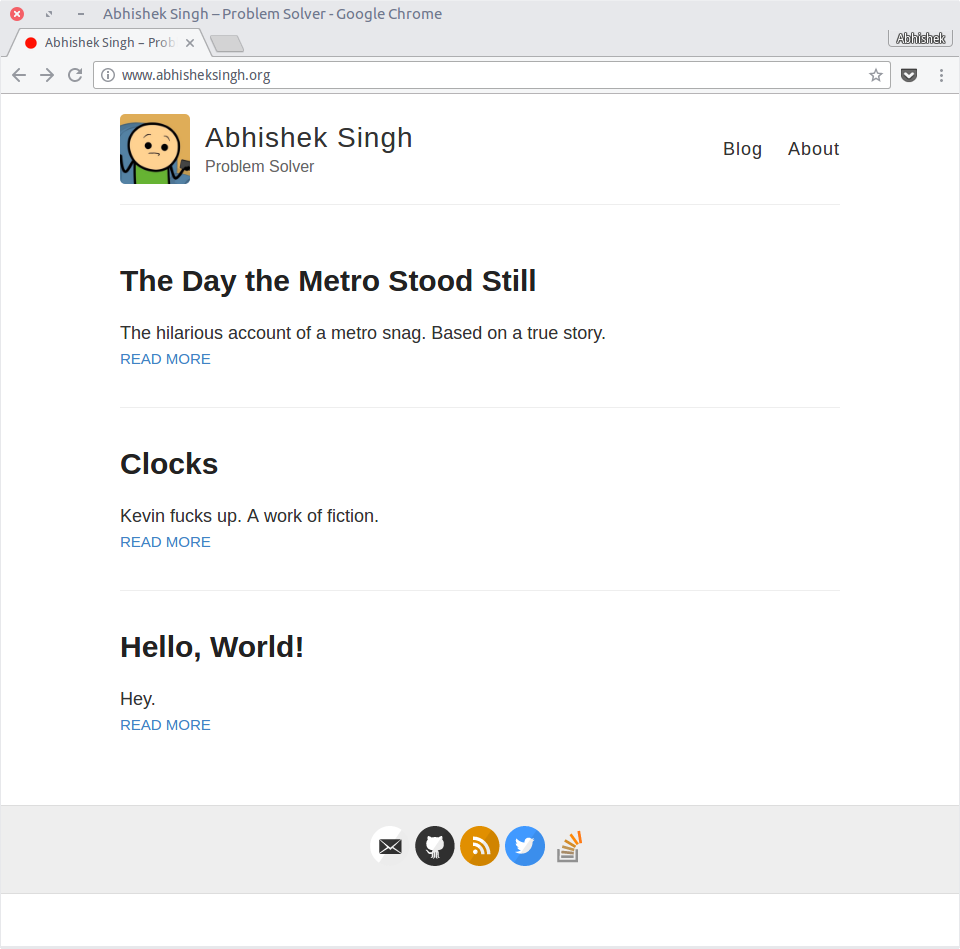 Abhishek Singh – Problem Solver - Google Chrome
Abhishek Singh – Prob
Abhishek
www.abhisheksingh.org
Abhishek Singh
Problem Solver
Blog About
The Day the Metro Stood Still
The hilarious account of a metro snag. Based on a true story.
READ MORE
Clocks
Kevin fucks up. A work of fiction.
READ MORE
Hello, World!
Hey.
READ MORE